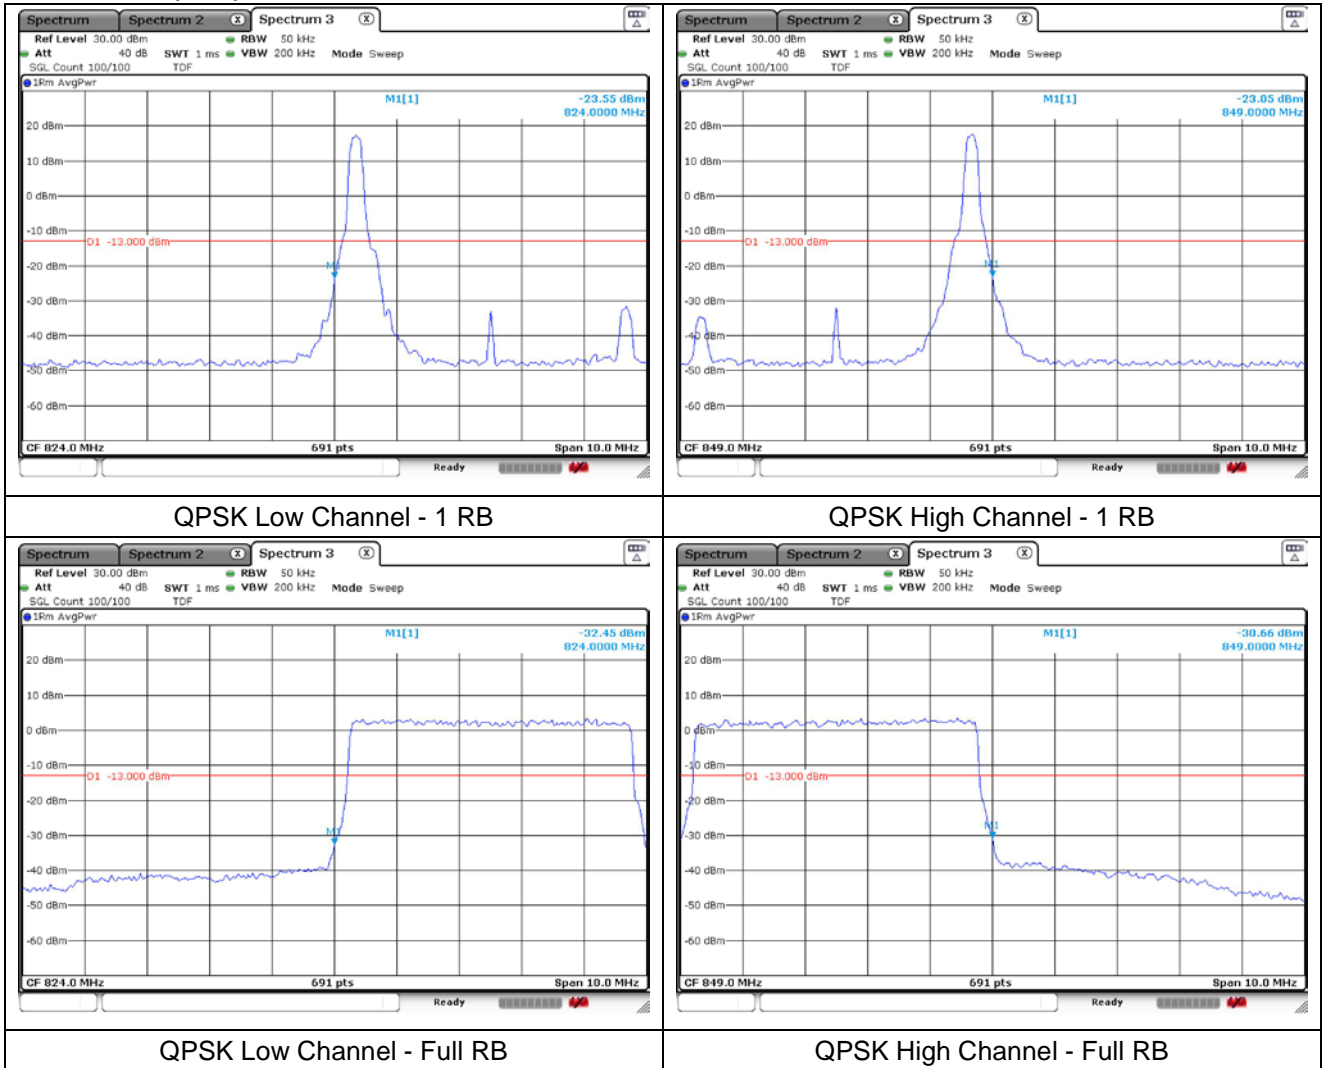 Spectrum Spectrum 2 X Spectrum 3 X
Ref Level 30.00 dBm RBW 50 kHz
Att 40 dB SWT 1 ms VBW 200 kHz Mode Sweep
SGL Count 100/100 TDF
1Rm AvgPwr
M1[1] -23.55 dBm
824.0000 MHz
20 dBm
10 dBm
0 dBm
-10 dBm
D1 -13.000 dBm
-20 dBm
M1
-30 dBm
-40 dBm
-50 dBm
-60 dBm
CF 824.0 MHz 691 pts Span 10.0 MHz
Ready
QPSK Low Channel - 1 RB
Spectrum Spectrum 2 X Spectrum 3 X
Ref Level 30.00 dBm RBW 50 kHz
Att 40 dB SWT 1 ms VBW 200 kHz Mode Sweep
SGL Count 100/100 TDF
1Rm AvgPwr
M1[1] -23.05 dBm
849.0000 MHz
20 dBm
10 dBm
0 dBm
-10 dBm
D1 -13.000 dBm
-20 dBm
M1
-30 dBm
-40 dBm
-50 dBm
-60 dBm
CF 849.0 MHz 691 pts Span 10.0 MHz
Ready
QPSK High Channel - 1 RB
Spectrum Spectrum 2 X Spectrum 3 X
Ref Level 30.00 dBm RBW 50 kHz
Att 40 dB SWT 1 ms VBW 200 kHz Mode Sweep
SGL Count 100/100 TDF
1Rm AvgPwr
M1[1] -32.45 dBm
824.0000 MHz
20 dBm
10 dBm
0 dBm
-10 dBm
D1 -13.000 dBm
-20 dBm
-30 dBm
M1
-40 dBm
-50 dBm
-60 dBm
CF 824.0 MHz 691 pts Span 10.0 MHz
Ready
QPSK Low Channel - Full RB
Spectrum Spectrum 2 X Spectrum 3 X
Ref Level 30.00 dBm RBW 50 kHz
Att 40 dB SWT 1 ms VBW 200 kHz Mode Sweep
SGL Count 100/100 TDF
1Rm AvgPwr
M1[1] -30.66 dBm
849.0000 MHz
20 dBm
10 dBm
0 dBm
-10 dBm
D1 -13.000 dBm
-20 dBm
M1
-30 dBm
-40 dBm
-50 dBm
-60 dBm
CF 849.0 MHz 691 pts Span 10.0 MHz
Ready
QPSK High Channel - Full RB